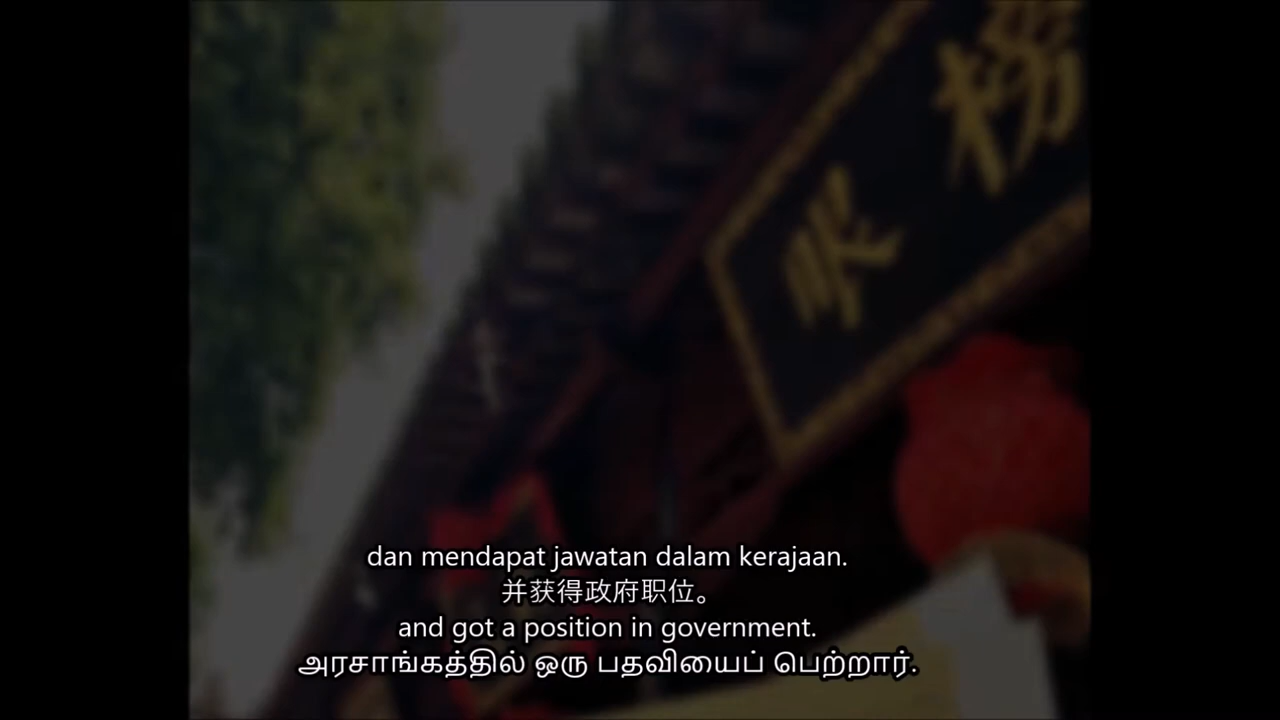 dan mendapat jawatan dalam kerajaan.
并获得政府职位。
and got a position in government.
அரசாங்கத்தில் ஒரு பதவியைப் பெற்றார்.